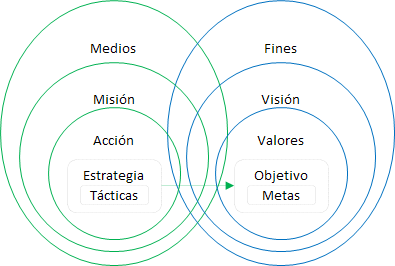 Medios
Fines
Misión
Visión
Acción
Valores
Estrategia
Objetivo
Tácticas
Metas